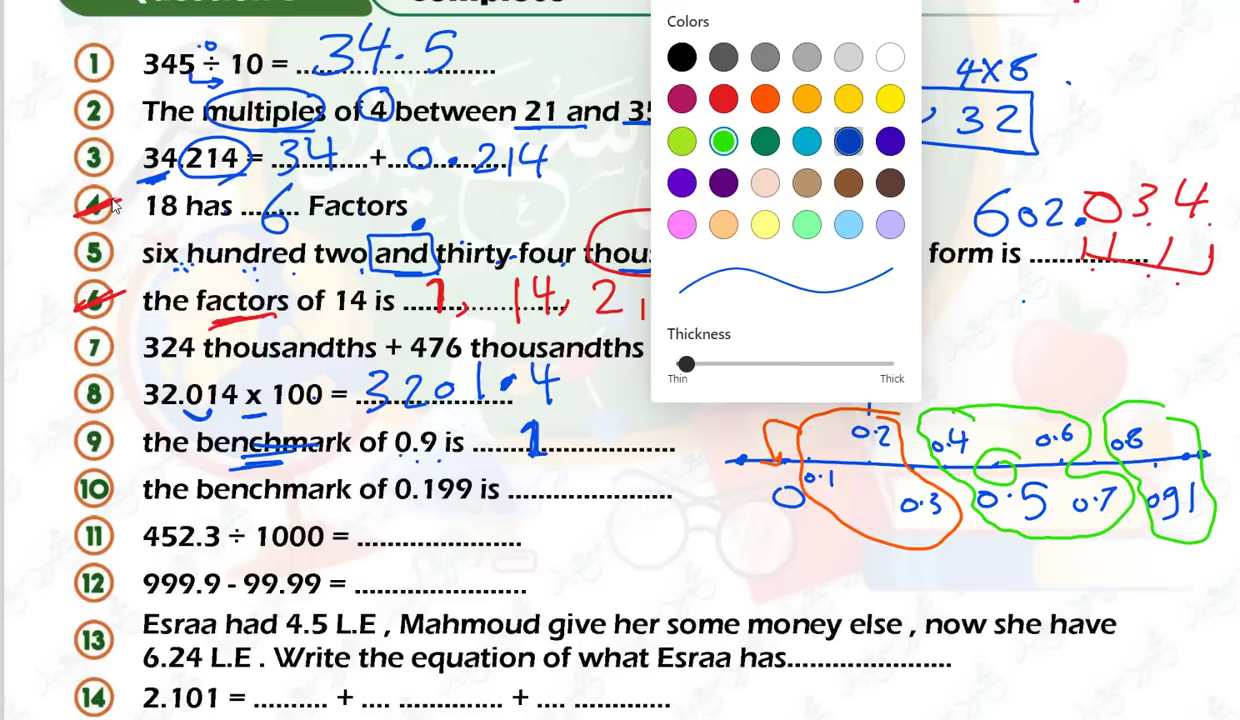 complete
1 345 ÷ 10 = 34.5
4x8
2 The multiples of 4 between 21 and 35
, 32
3 34.214 = 34 + 0.214
4 18 has 6 Factors
602.034
5 six hundred two and thirty-four thous
form is ....................
6 the factors of 14 is 1, 14, 2,
7 324 thousandths + 476 thousandths
8 32.014 x 100 = 3201.4
9 the benchmark of 0.9 is 1
0.2 0.4 0.6 0.8
0 0.1 0.3 0.5 0.7 0.9 1
10 the benchmark of 0.199 is .........................
11 452.3 ÷ 1000 = .........................
12 999.9 - 99.99 = ..........................
13 Esraa had 4.5 L.E , Mahmoud give her some money else , now she have
6.24 L.E . Write the equation of what Esraa has.........................
14 2.101 = .......... + .... .............. + .... ..............
Colors
Thickness
Thin Thick